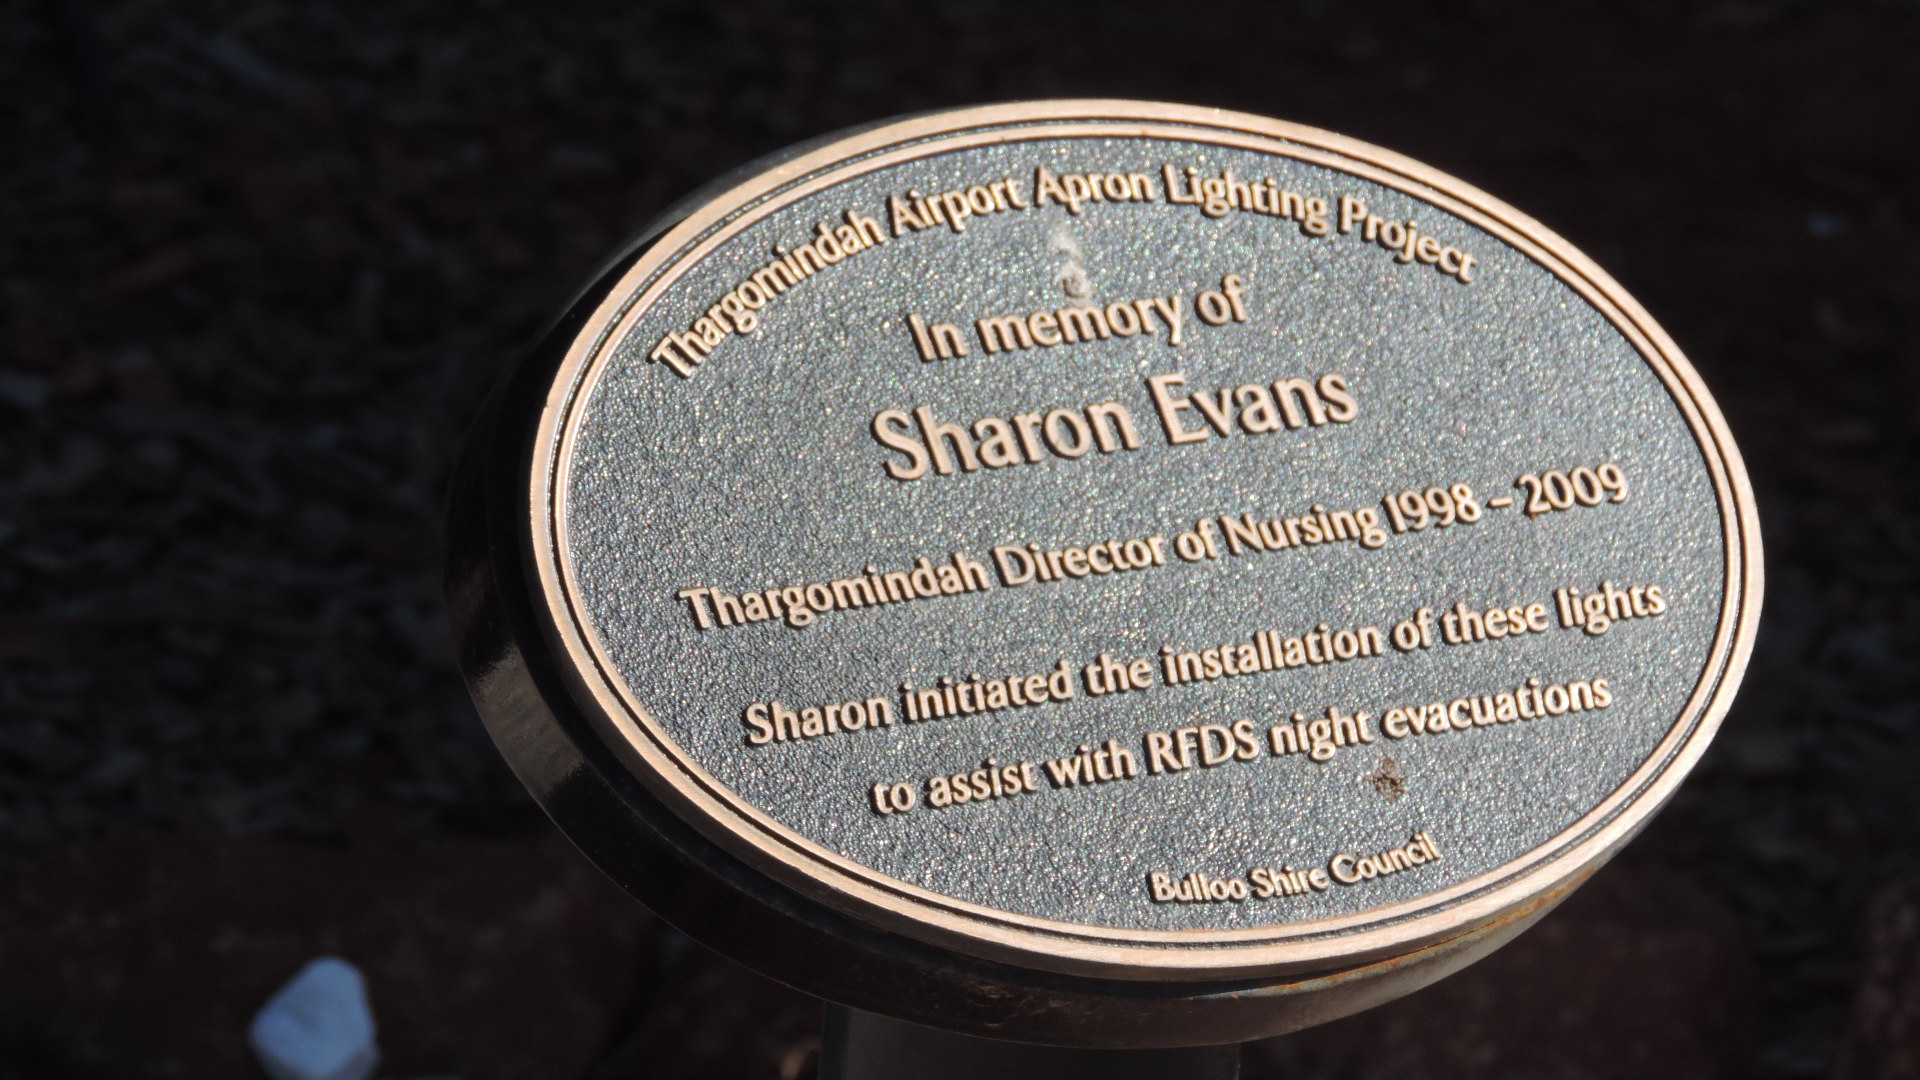 Thargomindah Airport Apron Lighting Project
In memory of
Sharon Evans
Thargomindah Director of Nursing 1998 – 2009
Sharon initiated the installation of these lights
to assist with RFDS night evacuations
Bulloo Shire Council